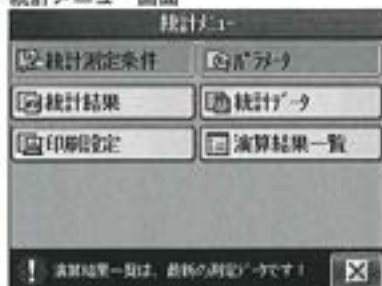 統計メニュー画面
統計ﾒﾆｭｰ
統計測定条件
ﾊﾟﾗﾒｰﾀ
統計結果
統計ﾃﾞｰﾀ
印刷設定
演算結果一覧
演算結果一覧は、最新の測定ﾃﾞｰﾀです!